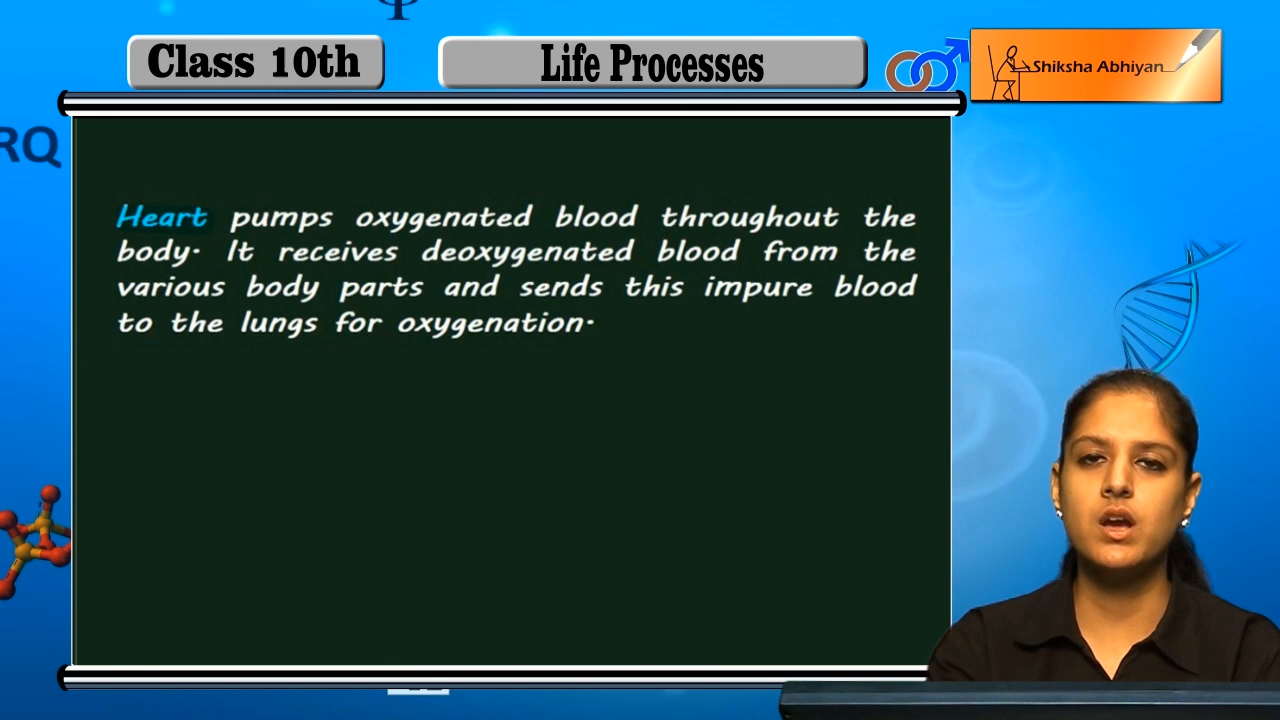 Class 10th
Life Processes
Shiksha Abhiyan
RQ
Heart pumps oxygenated blood throughout the
body. It receives deoxygenated blood from the
various body parts and sends this impure blood
to the lungs for oxygenation.